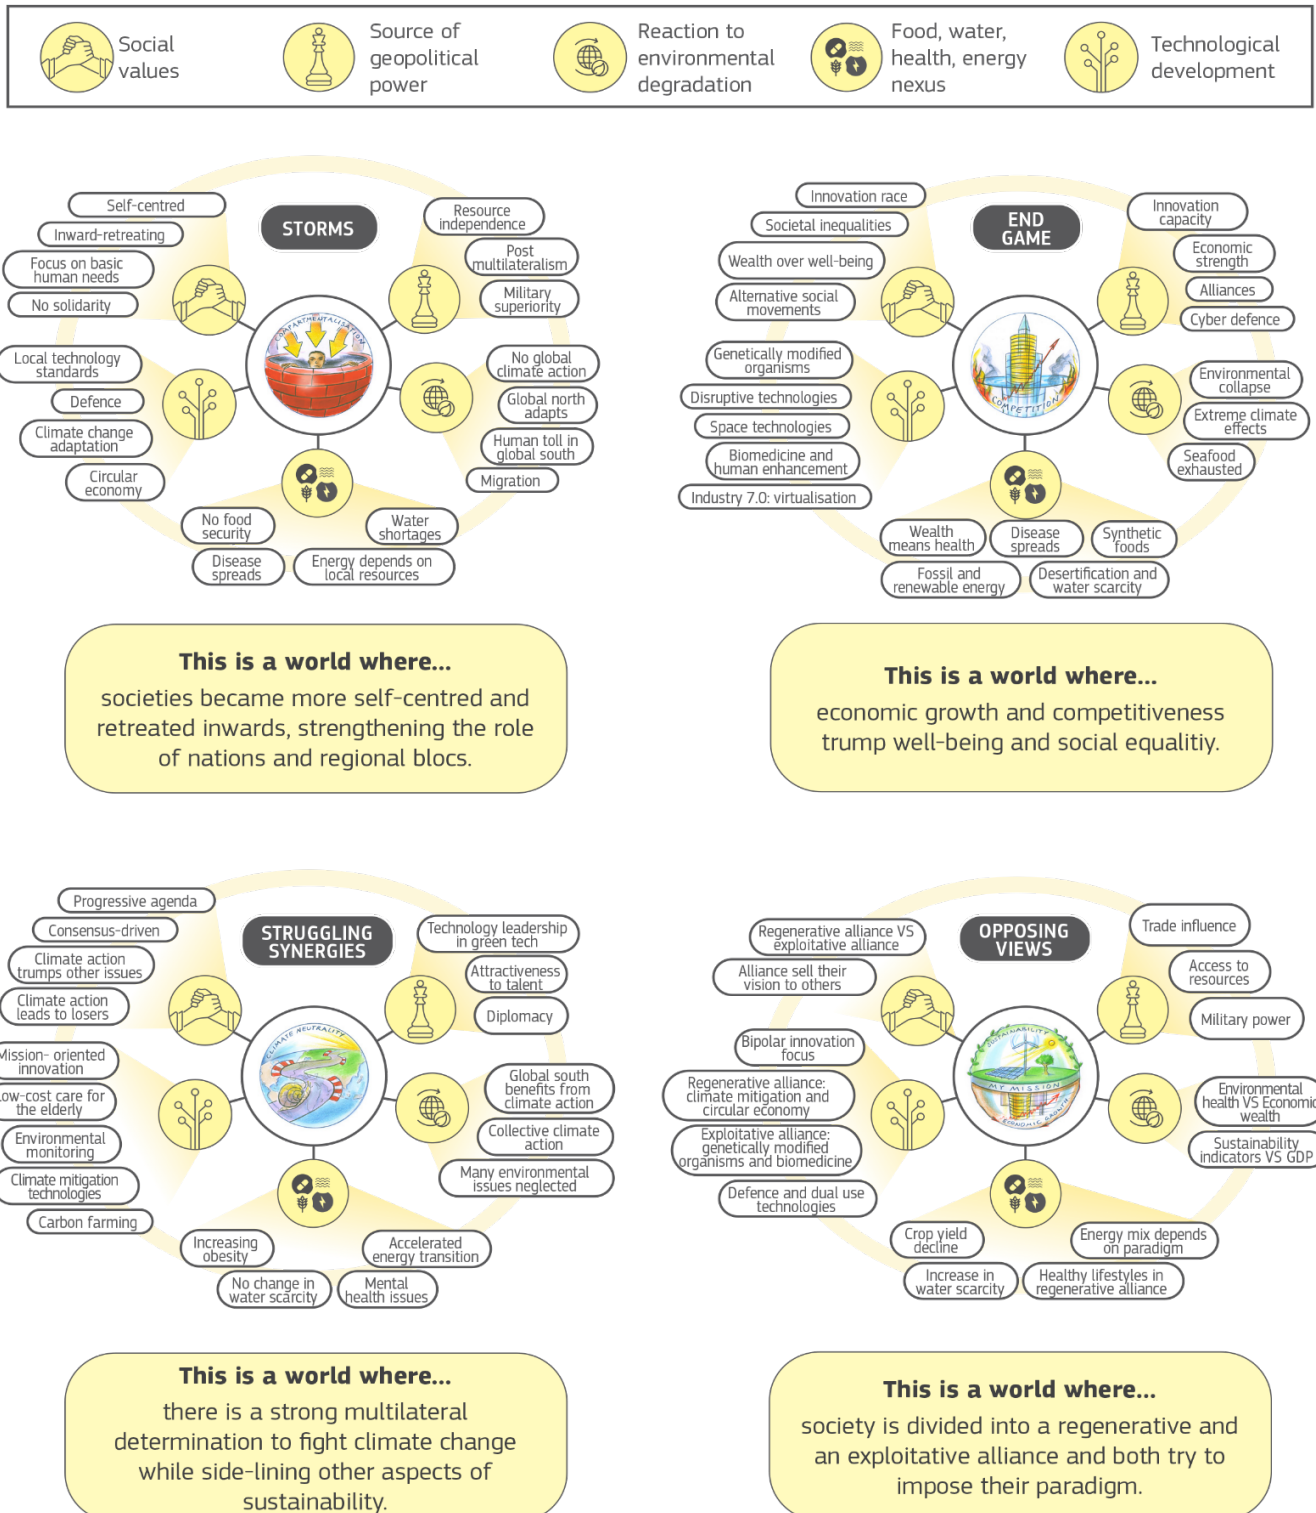 Social
values
Source of
geopolitical
power
Reaction to
environmental
degradation
Food, water,
health, energy
nexus
Technological
development
STORMS
Self-centred
Inward-retreating
Focus on basic
human needs
No solidarity
Resource
independence
Post
multilateralism
Military
superiority
Local technology
standards
Defence
Climate change
adaptation
Circular
economy
COMPARTMENTALISATION
No global
climate action
Global north
adapts
Human toll in
global south
Migration
No food
security
Water
shortages
Disease
spreads
Energy depends on
local resources
This is a world where...
societies became more self-centred and
retreated inwards, strengthening the role
of nations and regional blocs.
END
GAME
Innovation race
Societal inequalities
Wealth over well-being
Alternative social
movements
Innovation
capacity
Economic
strength
Alliances
Cyber defence
Genetically modified
organisms
Disruptive technologies
Space technologies
Biomedicine and
human enhancement
Industry 7.0: virtualisation
COMPETITION
Environmental
collapse
Extreme climate
effects
Seafood
exhausted
Wealth
means health
Disease
spreads
Synthetic
foods
Fossil and
renewable energy
Desertification and
water scarcity
This is a world where...
economic growth and competitiveness
trump well-being and social equalitiy.
STRUGGLING
SYNERGIES
Progressive agenda
Consensus-driven
Climate action
trumps other issues
Climate action
leads to losers
Technology leadership
in green tech
Attractiveness
to talent
Diplomacy
Mission- oriented
innovation
Low-cost care for
the elderly
Environmental
monitoring
Climate mitigation
technologies
Carbon farming
CLIMATE NEUTRALITY
Global south
benefits from
climate action
Collective climate
action
Many environmental
issues neglected
Increasing
obesity
Accelerated
energy transition
No change in
water scarcity
Mental
health issues
This is a world where...
there is a strong multilateral
determination to fight climate change
while side-lining other aspects of
sustainability.
OPPOSING
VIEWS
Regenerative alliance VS
exploitative alliance
Alliance sell their
vision to others
Trade influence
Access to
resources
Military power
Bipolar innovation
focus
Regenerative alliance:
climate mitigation and
circular economy
Exploitative alliance:
genetically modified
organisms and biomedicine
Defence and dual use
technologies
SUSTAINABILITY
MY MISSION
ECONOMIC GROWTH
Environmental
health VS Economic
wealth
Sustainability
indicators VS GDP
Crop yield
decline
Energy mix depends
on paradigm
Increase in
water scarcity
Healthy lifestyles in
regenerative alliance
This is a world where...
society is divided into a regenerative and
an exploitative alliance and both try to
impose their paradigm.